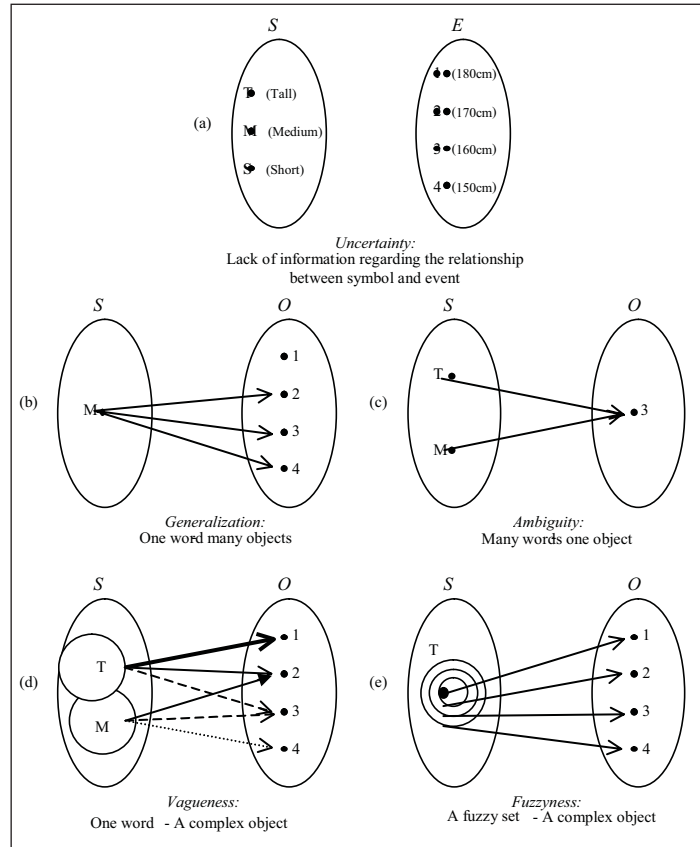 S E
T (Tall) 1 (180cm)
2 (170cm)
(a) M (Medium)
3 (160cm)
S (Short)
4 (150cm)
Uncertainty:
Lack of information regarding the relationship
between symbol and event
S O S O
1
T
2
(b) M (c) 3
3
M
4
Generalization: Ambiguity:
One word - many objects Many words - one object
S O S O
1 1
T T
2 2
(d) (e)
3 3
M
4 4
Vagueness: Fuzzyness:
One word - A complex object A fuzzy set - A complex object